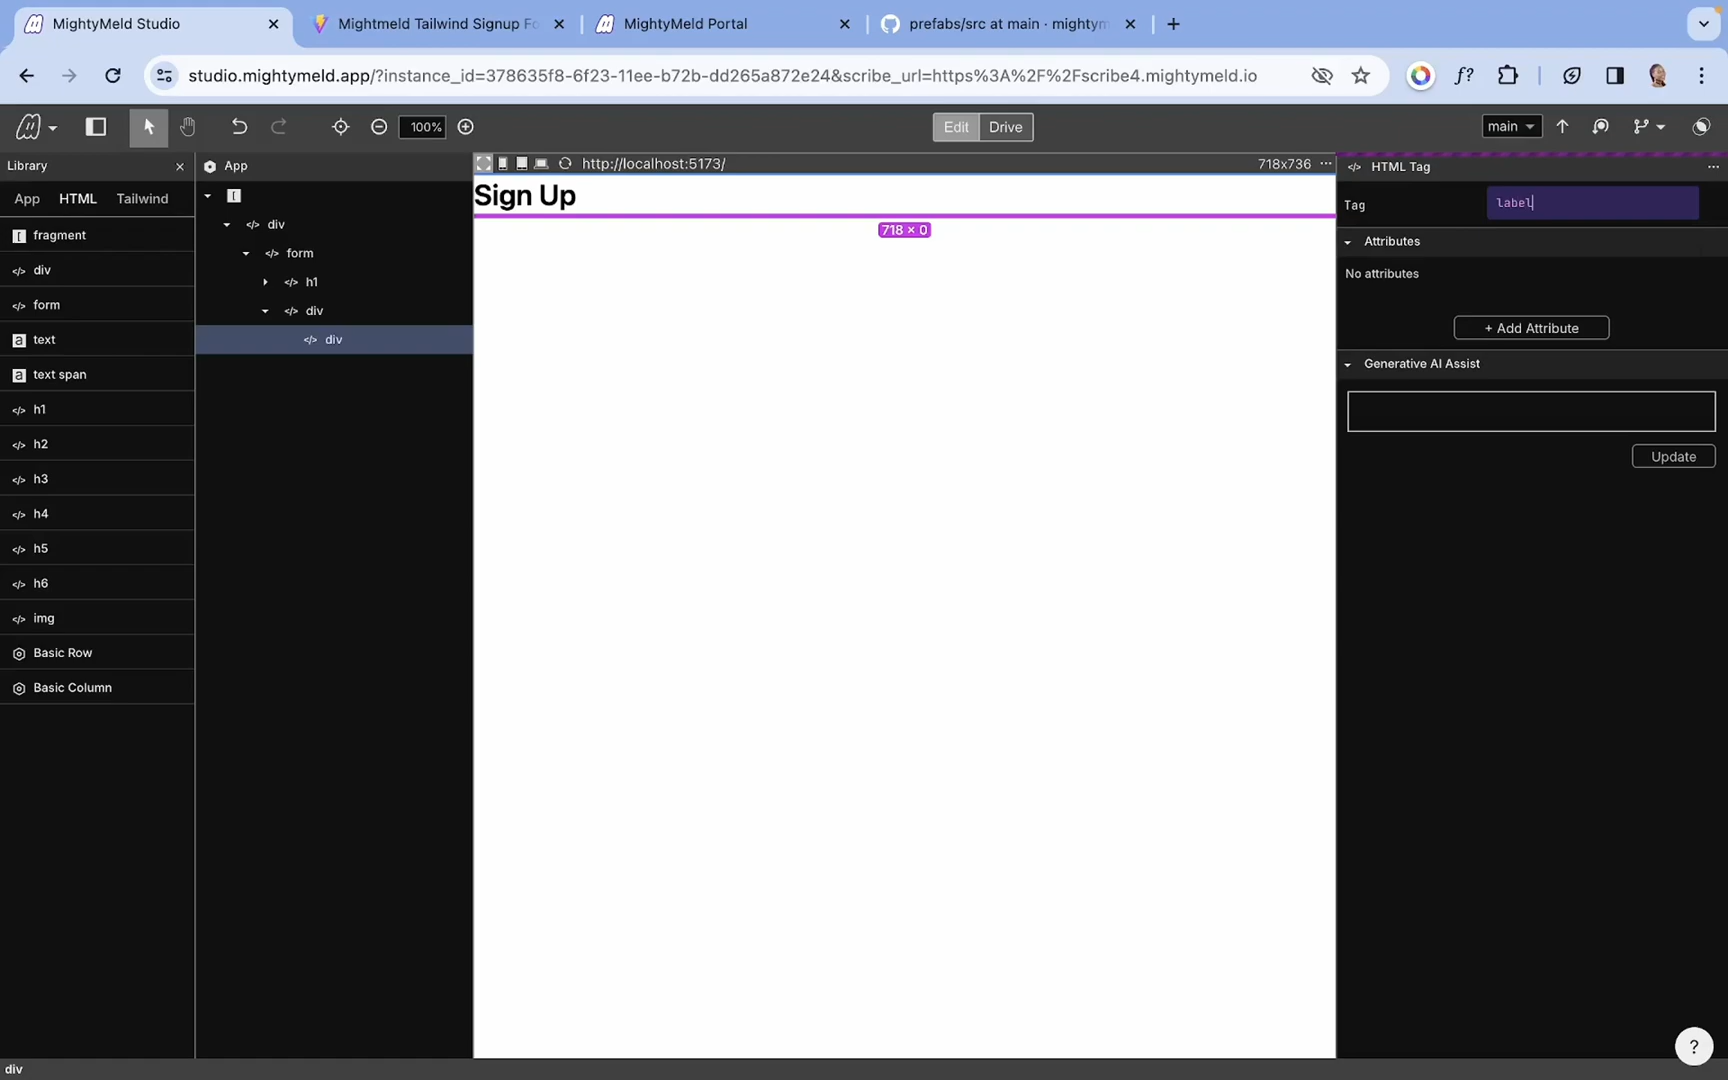 MightyMeld Studio
Mightmeld Tailwind Signup Fo
MightyMeld Portal
prefabs/src at main · mightym
studio.mightymeld.app/?instance_id=378635f8-6f23-11ee-b72b-dd265a872e24&scribe_url=https%3A%2F%2Fscribe4.mightymeld.io
f?
100%
Edit
Drive
main
Library
App
http://localhost:5173/
718x736
HTML Tag
App
HTML
Tailwind
fragment
div
form
text
text span
h1
h2
h3
h4
h5
h6
img
Basic Row
Basic Column
div
form
h1
div
div
Sign Up
718 × 0
Tag
label
Attributes
No attributes
+ Add Attribute
Generative AI Assist
Update
?
div